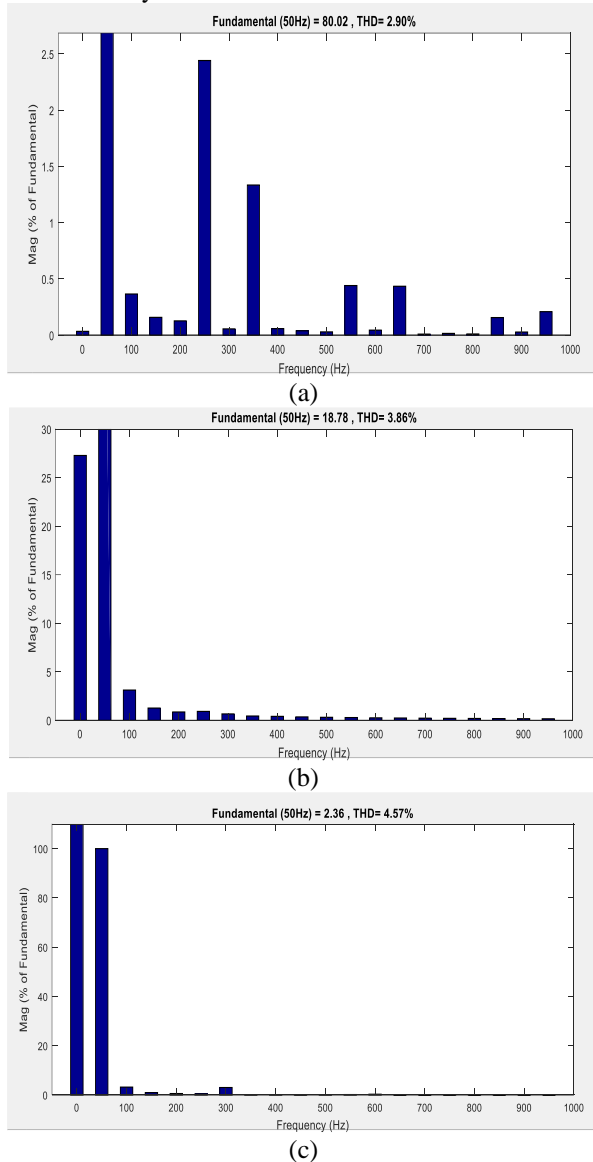 Fundamental (50Hz) = 80.02 , THD= 2.90%
Mag (% of Fundamental)
2.5
2
1.5
1
0.5
0
0 100 200 300 400 500 600 700 800 900 1000
Frequency (Hz)
(a)
Fundamental (50Hz) = 18.78 , THD= 3.86%
Mag (% of Fundamental)
30
25
20
15
10
5
0
0 100 200 300 400 500 600 700 800 900 1000
Frequency (Hz)
(b)
Fundamental (50Hz) = 2.36 , THD= 4.57%
Mag (% of Fundamental)
100
80
60
40
20
0
0 100 200 300 400 500 600 700 800 900 1000
Frequency (Hz)
(c)